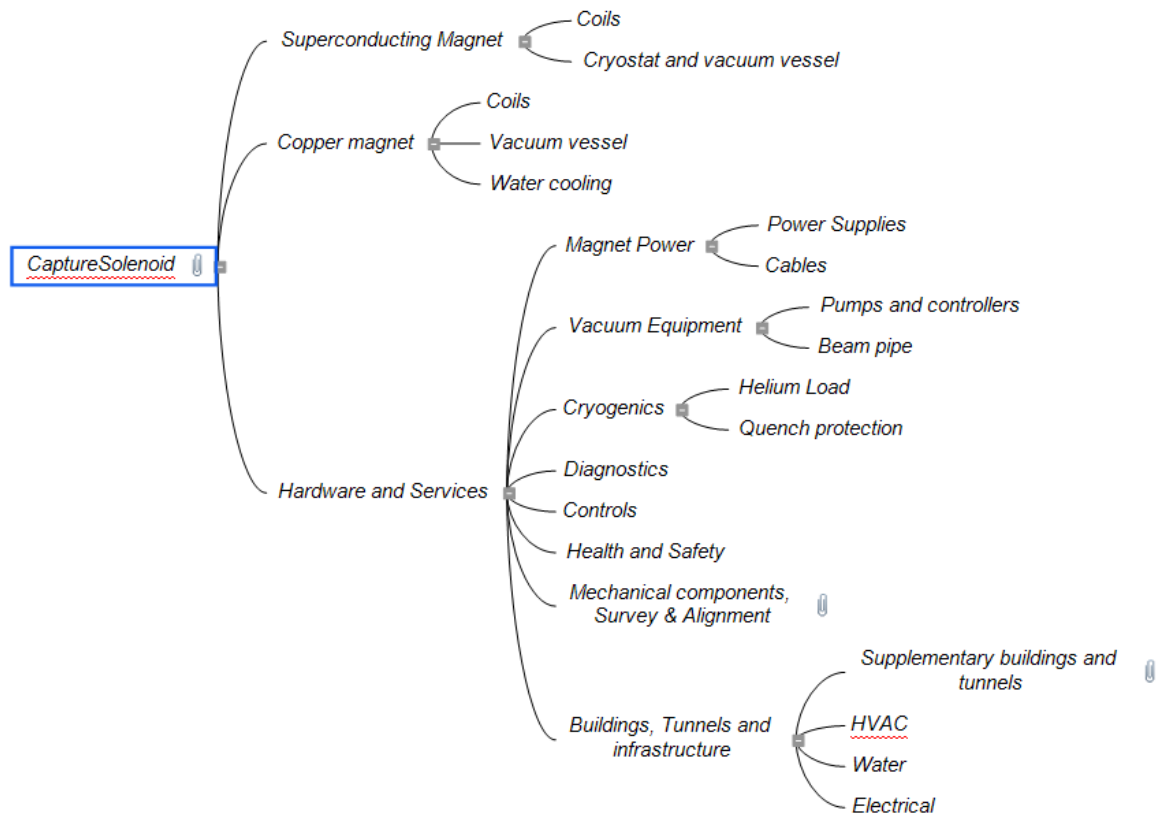 Coils
Superconducting Magnet
Cryostat and vacuum vessel
Coils
Copper magnet
Vacuum vessel
Water cooling
CaptureSolenoid
Power Supplies
Magnet Power
Cables
Pumps and controllers
Vacuum Equipment
Beam pipe
Helium Load
Cryogenics
Quench protection
Diagnostics
Hardware and Services
Controls
Health and Safety
Mechanical components,
Survey & Alignment
Supplementary buildings and
tunnels
Buildings, Tunnels and
infrastructure
HVAC
Water
Electrical